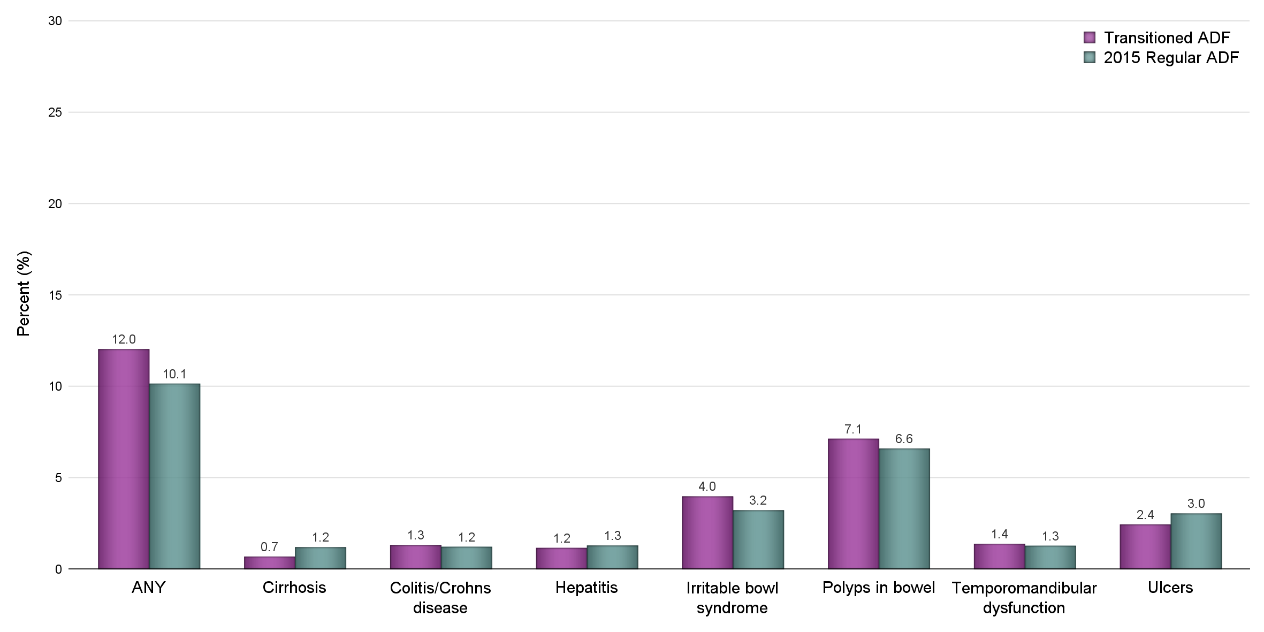 30
Transitioned ADF
2015 Regular ADF
25
20
15
10
5
0
Percent (%)
12.0
10.1
0.7
1.2
1.3
1.2
1.2
1.3
4.0
3.2
7.1
6.6
1.4
1.3
2.4
3.0
ANY
Cirrhosis
Colitis/Crohns
disease
Hepatitis
Irritable bowl
syndrome
Polyps in bowel
Temporomandibular
dysfunction
Ulcers